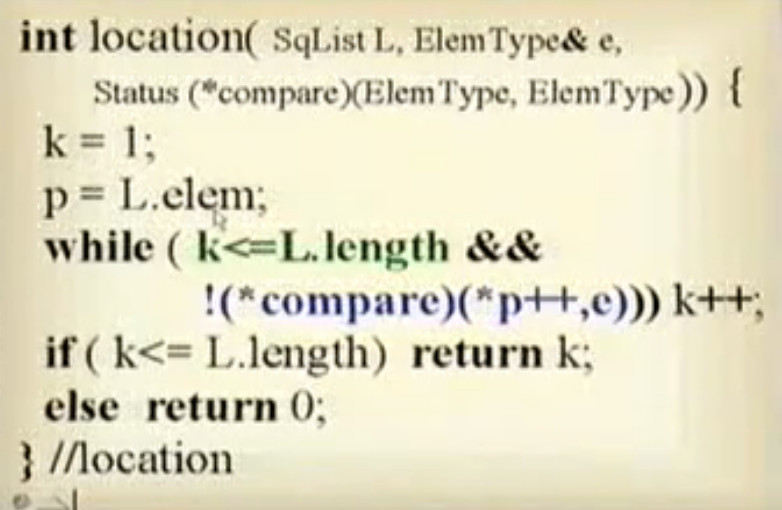 int location( SqList L, ElemType& e,
Status (*compare)(ElemType, ElemType)) {
k = 1;
p = L.elem;
while ( k<=L.length &&
!(*compare)(*p++,e))) k++;
if ( k<= L.length) return k;
else return 0;
} //location